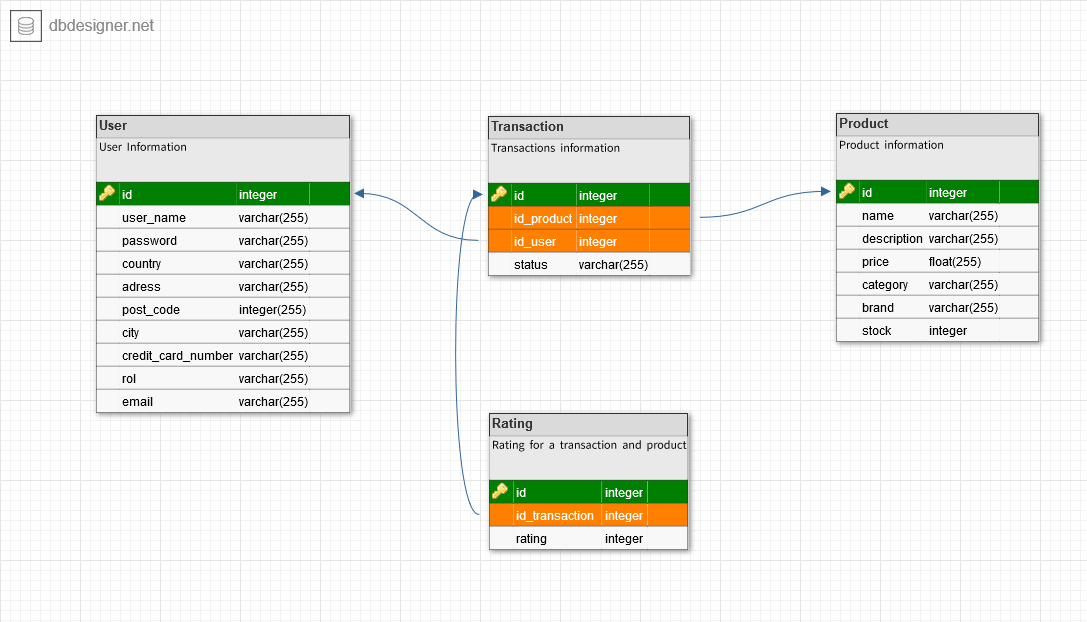 dbdesigner.net
User
User Information
id integer
user_name varchar(255)
password varchar(255)
country varchar(255)
adress varchar(255)
post_code integer(255)
city varchar(255)
credit_card_number varchar(255)
rol varchar(255)
email varchar(255)
Transaction
Transactions information
id integer
id_product integer
id_user integer
status varchar(255)
Product
Product information
id integer
name varchar(255)
description varchar(255)
price float(255)
category varchar(255)
brand varchar(255)
stock integer
Rating
Rating for a transaction and product
id integer
id_transaction integer
rating integer